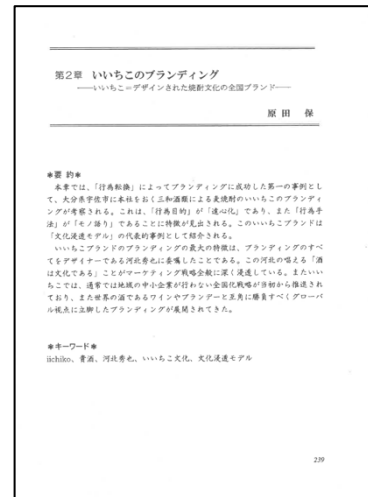 第2章 いいちこのブランディング
——いいちこ＝デザインされた焼酎文化の全国ブランド——
原田 保
＊要 約＊
本章では、「行為転換」によってブランディングに成功した第一の事例とし
て、大分県宇佐市に本社をおく三和酒類による麦焼酎のいいちこのブランディ
ングが考察される。これは、「行為目的」が「遠心化」であり、また「行為手
法」が「モノ語り」であることに特徴が見出される。このいいちこブランドは
「文化浸透モデル」の代表的事例として紹介される。
いいちこブランドのブランディングの最大の特徴は、ブランディングのすべ
てをデザイナーである河北秀也に委嘱したことである。この河北の唱える「酒
は文化である」ことがマーケティング戦略全般に深く浸透している。またいい
ちこでは、通常では地域の中小企業が行わない全国化戦略が当初から推進され
ており、また世界の酒であるワインやブランデーと互角に勝負すべくグローバ
ル視点に立脚したブランディングが展開されてきた。
＊キーワード＊
iichiko、青酒、河北秀也、いいちこ文化、文化浸透モデル
239